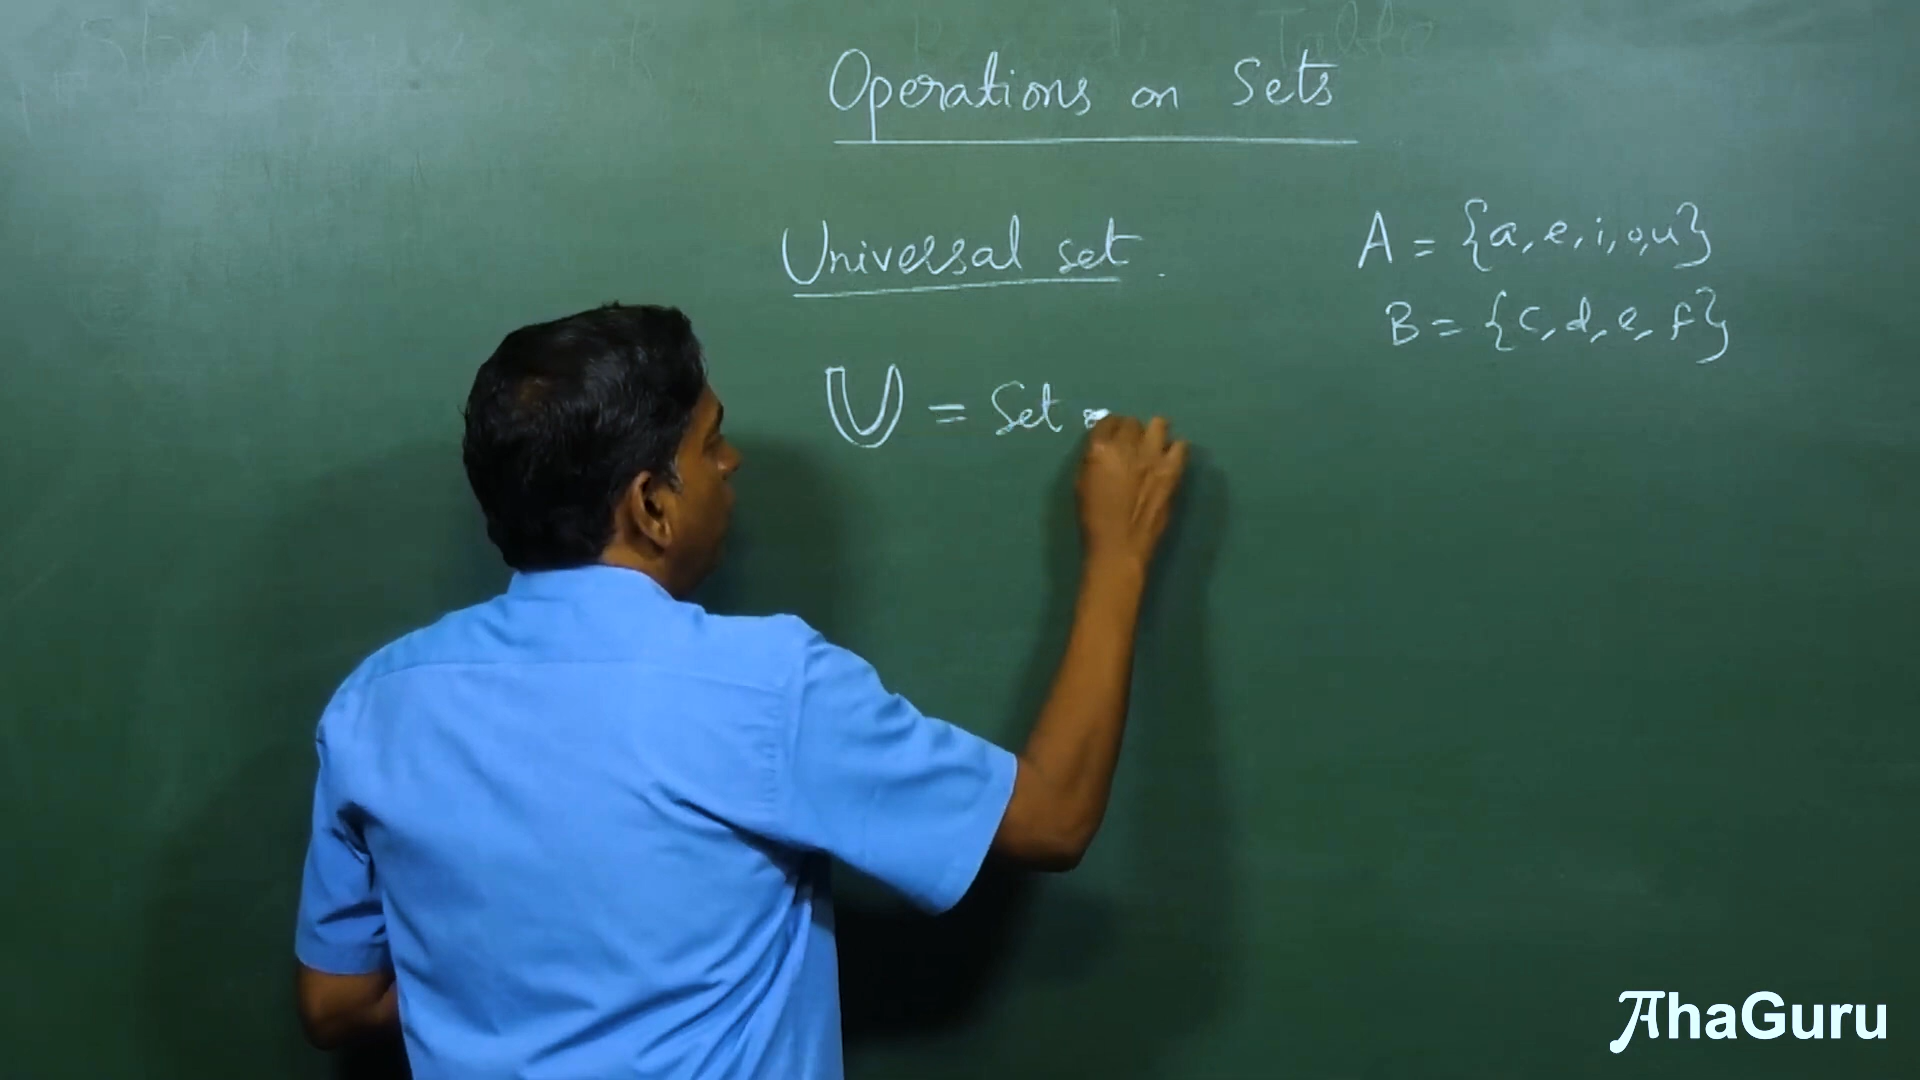 Operations on Sets
Universal set.
A = {a, e, i, o, u}
B = {c, d, e, f}
U = Set
AhaGuru